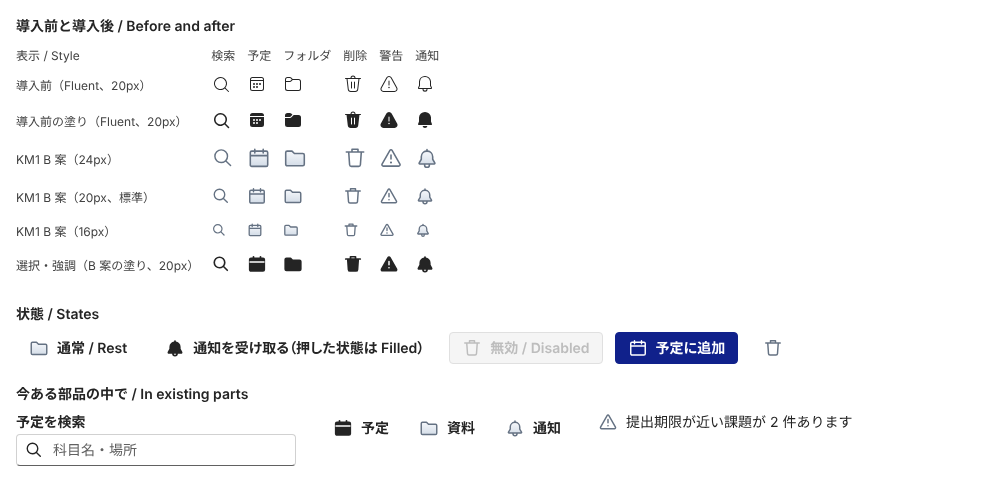 導入前と導入後 / Before and after
表示 / Style 検索 予定 フォルダ 削除 警告 通知
導入前（Fluent、20px）
導入前の塗り（Fluent、20px）
KM1 B 案（24px）
KM1 B 案（20px、標準）
KM1 B 案（16px）
選択・強調（B 案の塗り、20px）
状態 / States
通常 / Rest 通知を受け取る（押した状態は Filled） 無効 / Disabled 予定に追加
今ある部品の中で / In existing parts
予定を検索
科目名・場所
予定 資料 通知 提出期限が近い課題が 2 件あります